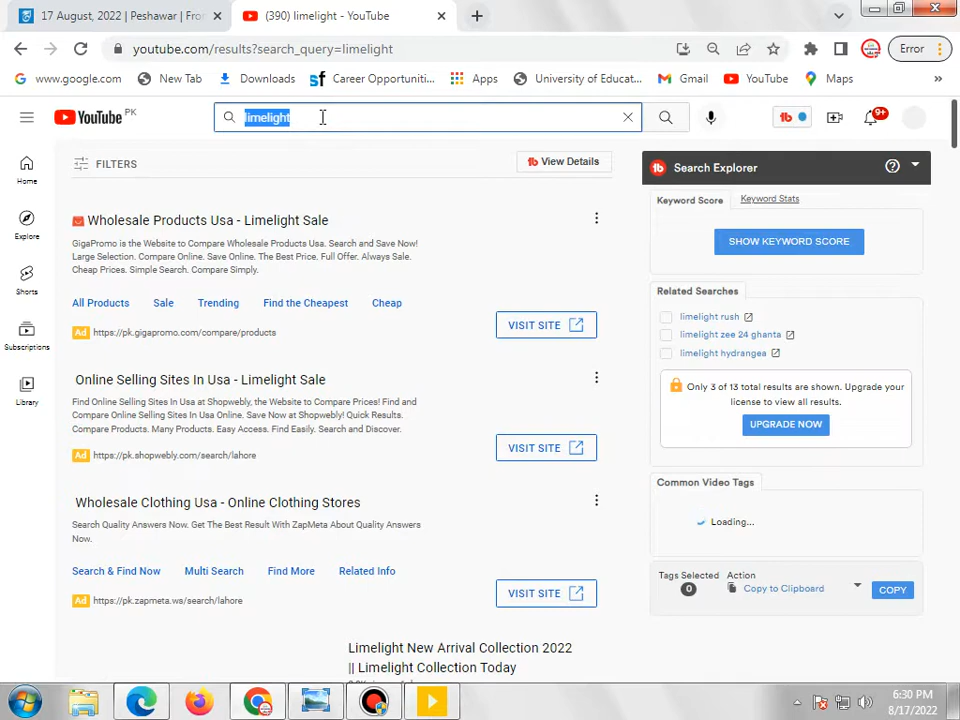 17 August, 2022 | Peshawar | Fron
(390) limelight - YouTube
youtube.com/results?search_query=limelight
Error
www.google.com
New Tab
Downloads
Career Opportuniti...
Apps
University of Educat...
Gmail
YouTube
Maps
»
YouTube PK
limelight
tb
9+
Home
Explore
Shorts
Subscriptions
Library
FILTERS
tb View Details
Wholesale Products Usa - Limelight Sale
GigaPromo is the Website to Compare Wholesale Products Usa. Search and Save Now!
Large Selection. Compare Online. Save Online. The Best Price. Full Offer. Always Sale.
Cheap Prices. Simple Search. Compare Simply.
All Products Sale Trending Find the Cheapest Cheap
Ad https://pk.gigapromo.com/compare/products
VISIT SITE
Online Selling Sites In Usa - Limelight Sale
Find Online Selling Sites In Usa at Shopwebly, the Website to Compare Prices! Find and
Compare Online Selling Sites In Usa Online. Save Now at Shopwebly! Quick Results.
Compare Products. Many Products. Easy Access. Find Easily. Search and Discover.
Ad https://pk.shopwebly.com/search/lahore
VISIT SITE
Wholesale Clothing Usa - Online Clothing Stores
Search Quality Answers Now. Get The Best Result With ZapMeta About Quality Answers
Now.
Search & Find Now Multi Search Find More Related Info
Ad https://pk.zapmeta.ws/search/lahore
VISIT SITE
Limelight New Arrival Collection 2022
|| Limelight Collection Today
tb Search Explorer
Keyword Score Keyword Stats
SHOW KEYWORD SCORE
Related Searches
limelight rush
limelight zee 24 ghanta
limelight hydrangea
Only 3 of 13 total results are shown. Upgrade your
license to view all results.
UPGRADE NOW
Common Video Tags
Loading...
Tags Selected
0
Action
Copy to Clipboard
COPY
6:30 PM
8/17/2022